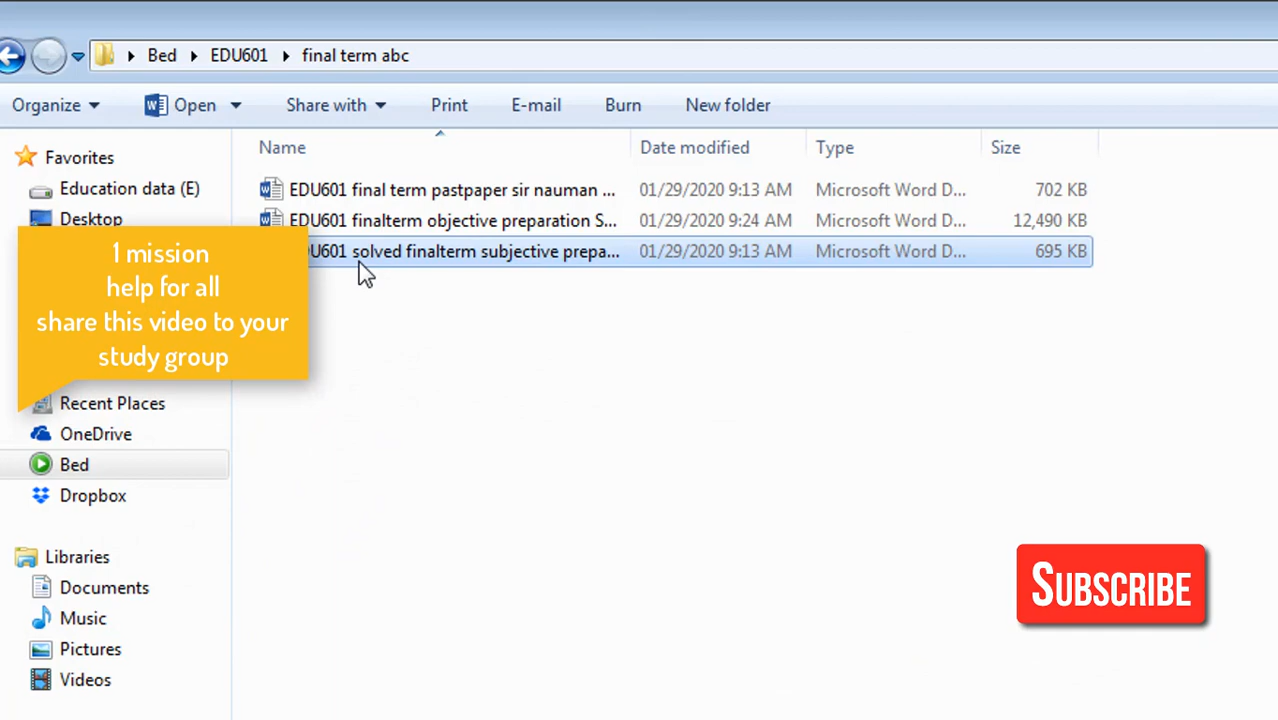 Bed EDU601 final term abc
Organize Open Share with Print E-mail Burn New folder
Favorites
Education data (E)
Desktop
1 mission
help for all
share this video to your
study group
Recent Places
OneDrive
Bed
Dropbox
Libraries
Documents
Music
Pictures
Videos
Name Date modified Type Size
EDU601 final term pastpaper sir nauman ... 01/29/2020 9:13 AM Microsoft Word D... 702 KB
EDU601 finalterm objective preparation S... 01/29/2020 9:24 AM Microsoft Word D... 12,490 KB
solved finalterm subjective prepa... 01/29/2020 9:13 AM Microsoft Word D... 695 KB
SUBSCRIBE